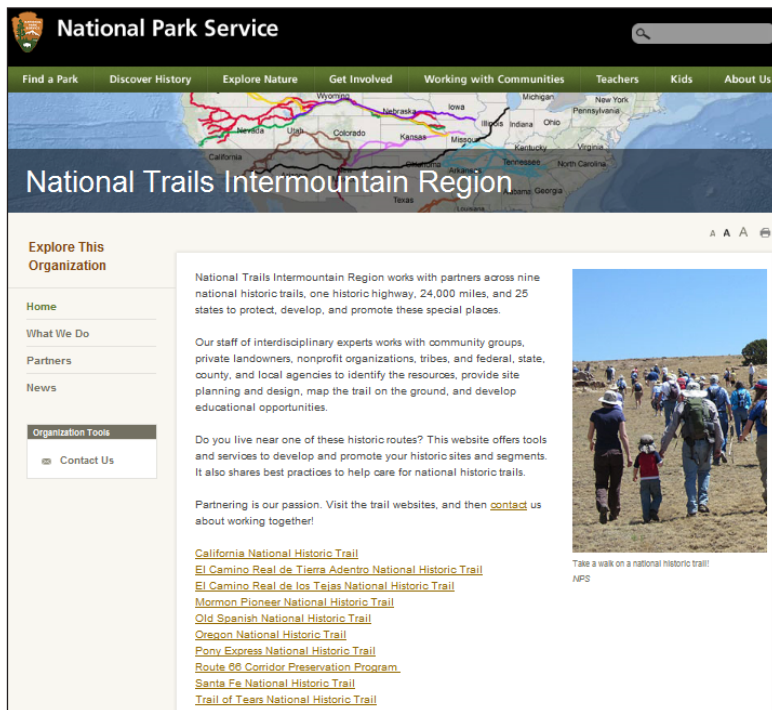 National Park Service
Find a Park Discover History Explore Nature Get Involved Working with Communities Teachers Kids About Us
Wyoming Iowa Michigan New York
Nebraska Pennsylvania
Nevada Utah Colorado Illinois Indiana Ohio
Kansas Missouri Virginia
California Kentucky
Oklahoma Arkansas Tennessee North Carolina
National Trails Intermountain Region
Alabama Georgia
Texas Louisiana
A A A
Explore This
Organization
Home
What We Do
Partners
News
Organization Tools
Contact Us
National Trails Intermountain Region works with partners across nine
national historic trails, one historic highway, 24,000 miles, and 25
states to protect, develop, and promote these special places.
Our staff of interdisciplinary experts works with community groups,
private landowners, nonprofit organizations, tribes, and federal, state,
county, and local agencies to identify the resources, provide site
planning and design, map the trail on the ground, and develop
educational opportunities.
Do you live near one of these historic routes? This website offers tools
and services to develop and promote your historic sites and segments.
It also shares best practices to help care for national historic trails.
Partnering is our passion. Visit the trail websites, and then contact us
about working together!
California National Historic Trail
El Camino Real de Tierra Adentro National Historic Trail
El Camino Real de los Tejas National Historic Trail
Mormon Pioneer National Historic Trail
Old Spanish National Historic Trail
Oregon National Historic Trail
Pony Express National Historic Trail
Route 66 Corridor Preservation Program
Santa Fe National Historic Trail
Trail of Tears National Historic Trail
Take a walk on a national historic trail!
NPS